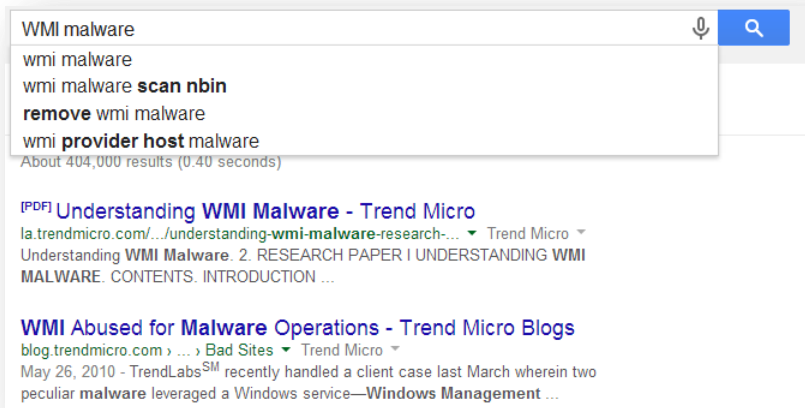 WMI malware
wmi malware
wmi malware scan nbin
remove wmi malware
wmi provider host malware
About 404,000 results (0.40 seconds)
[PDF] Understanding WMI Malware - Trend Micro
la.trendmicro.com/.../understanding-wmi-malware-research-... Trend Micro
Understanding WMI Malware. 2. RESEARCH PAPER I UNDERSTANDING WMI
MALWARE. CONTENTS. INTRODUCTION ...
WMI Abused for Malware Operations - Trend Micro Blogs
blog.trendmicro.com › ... › Bad Sites Trend Micro
May 26, 2010 - TrendLabsSM recently handled a client case last March wherein two
peculiar malware leveraged a Windows service—Windows Management ...